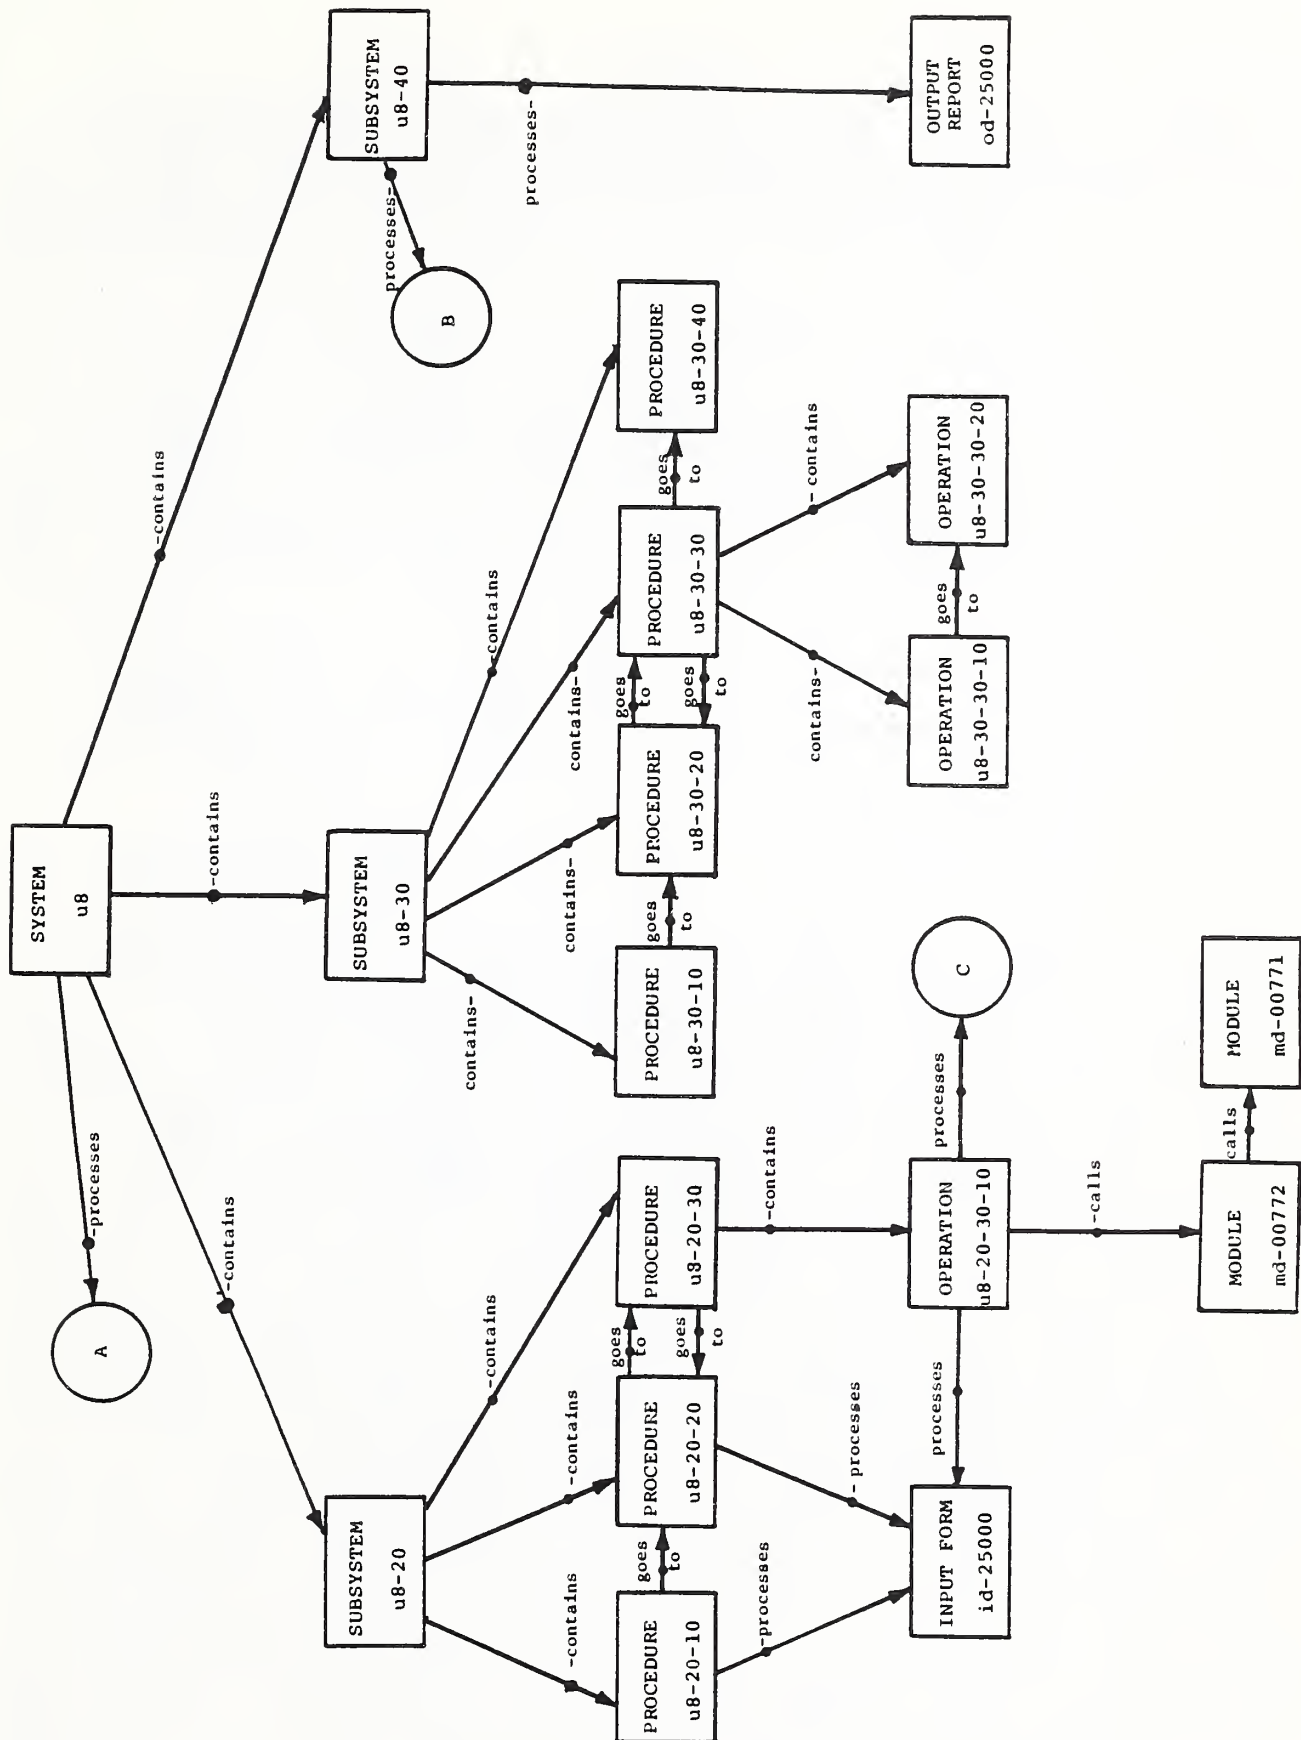 SYSTEM
u8
-processes
A
-contains
-contains
-contains
SUBSYSTEM
u8-20
SUBSYSTEM
u8-30
SUBSYSTEM
u8-40
processes-
B
processes-
-contains
-contains
-contains
contains-
contains-
contains-
-contains
PROCEDURE
u8-20-10
goes
to
PROCEDURE
u8-20-20
goes
to
goes
to
PROCEDURE
u8-20-30
PROCEDURE
u8-30-10
goes
to
PROCEDURE
u8-30-20
goes
to
goes
to
PROCEDURE
u8-30-30
goes
to
PROCEDURE
u8-30-40
-processes
-processes
-contains
contains-
-contains
INPUT FORM
id-25000
processes
OPERATION
u8-20-30-10
processes
C
OPERATION
u8-30-30-10
goes
to
OPERATION
u8-30-30-20
OUTPUT
REPORT
od-25000
-calls
MODULE
md-00772
calls
MODULE
md-00771